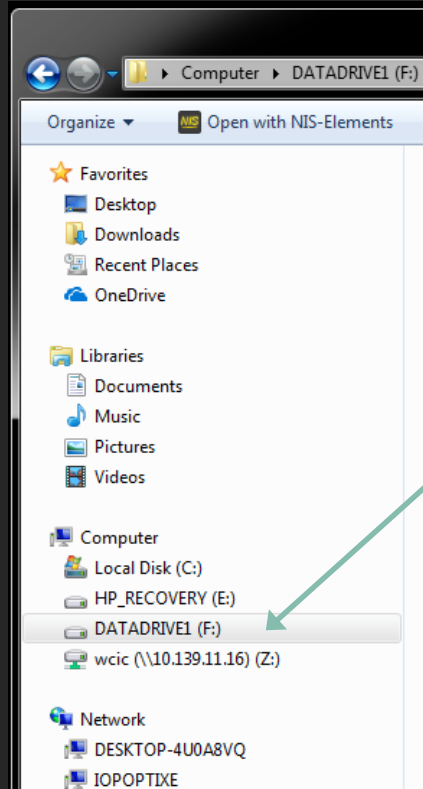 Computer DATADRIVE1 (F:)
Organize NIS Open with NIS-Elements
Favorites
Desktop
Downloads
Recent Places
OneDrive
Libraries
Documents
Music
Pictures
Videos
Computer
Local Disk (C:)
HP_RECOVERY (E:)
DATADRIVE1 (F:)
wcic (\\10.139.11.16) (Z:)
Network
DESKTOP-4U0A8VQ
IOPOPTIXE